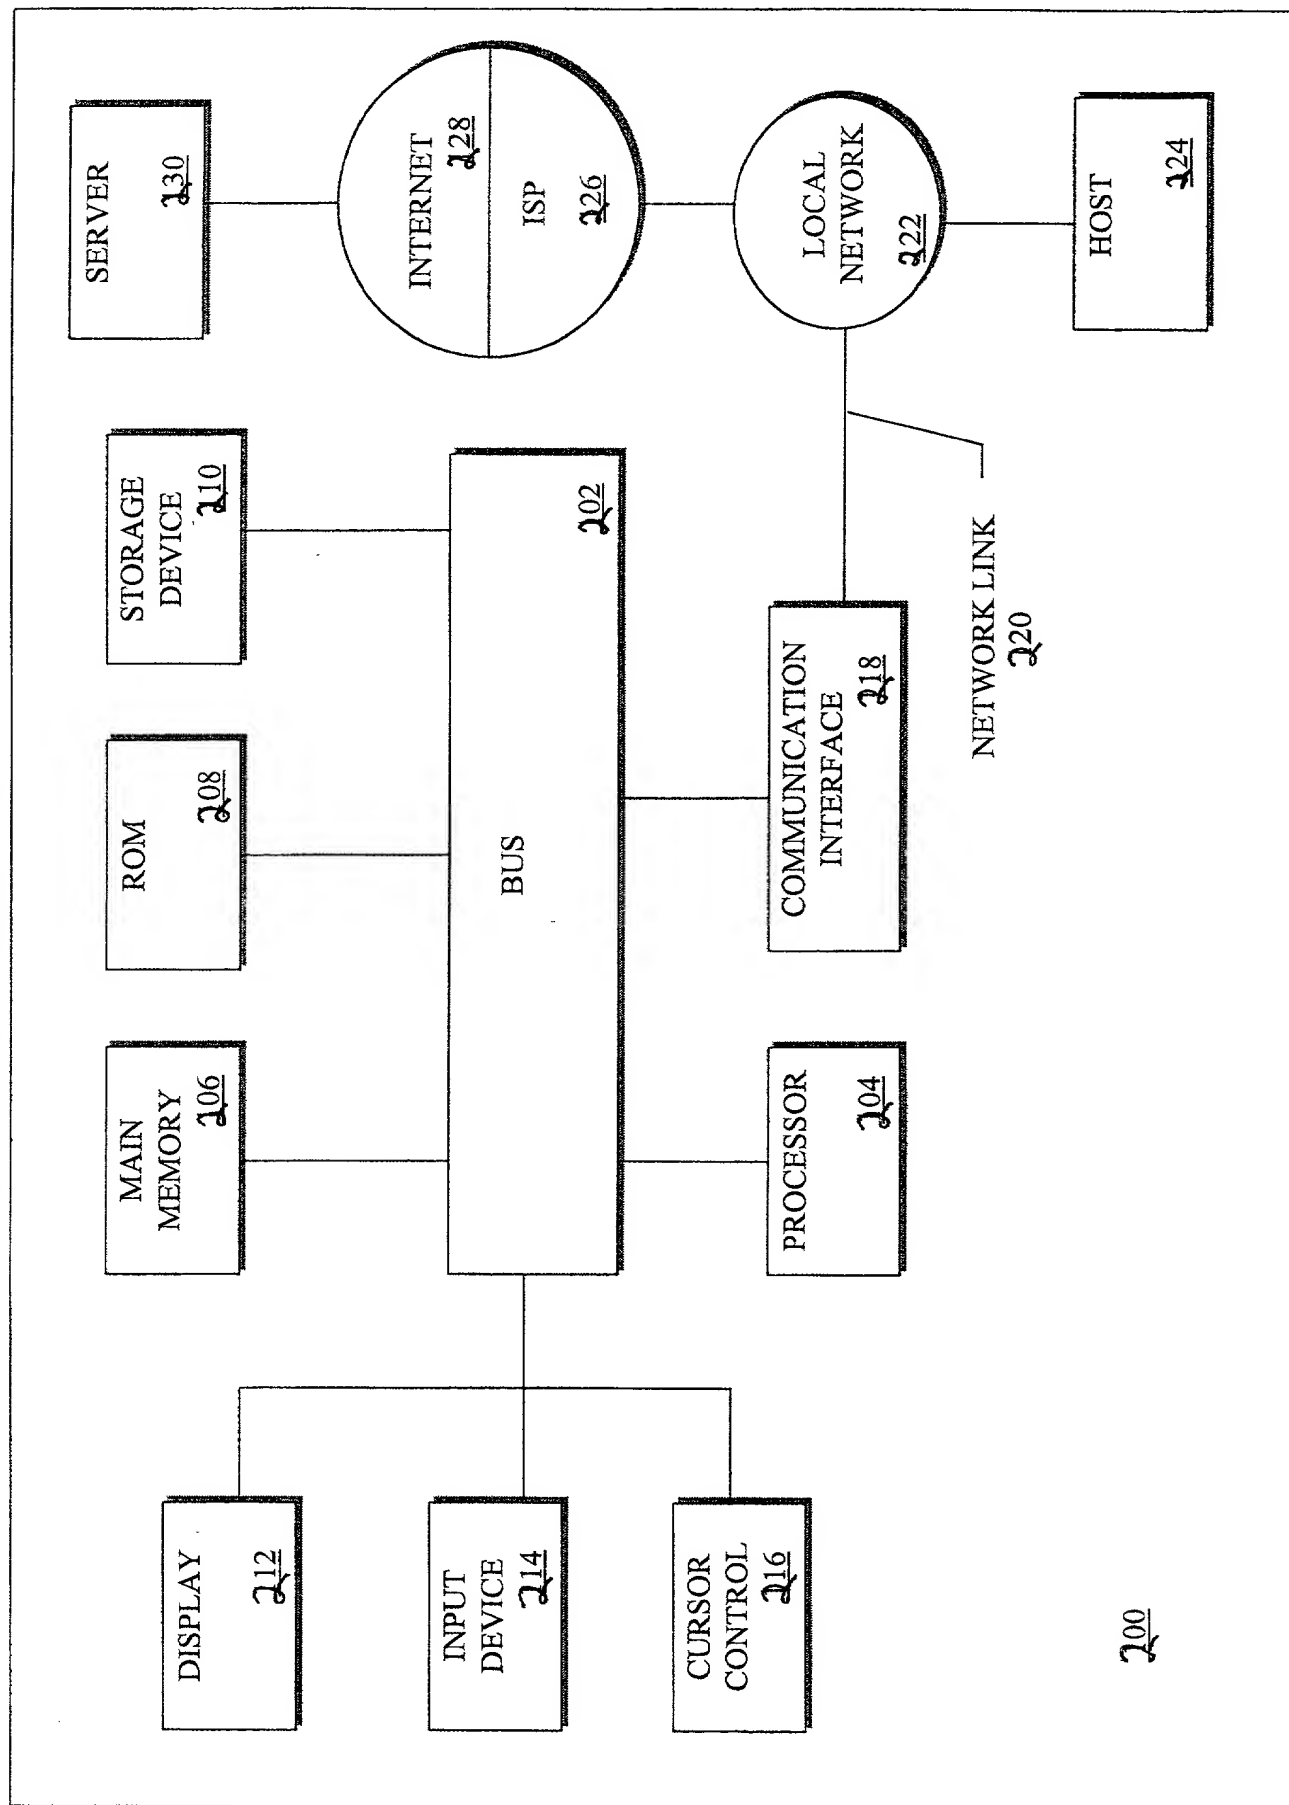 DISPLAY
212
INPUT
DEVICE
214
CURSOR
CONTROL
216
MAIN
MEMORY
206
ROM
208
STORAGE
DEVICE
210
BUS
202
PROCESSOR
204
COMMUNICATION
INTERFACE
218
NETWORK LINK
220
SERVER
230
INTERNET
228
ISP
226
LOCAL
NETWORK
222
HOST
224
200